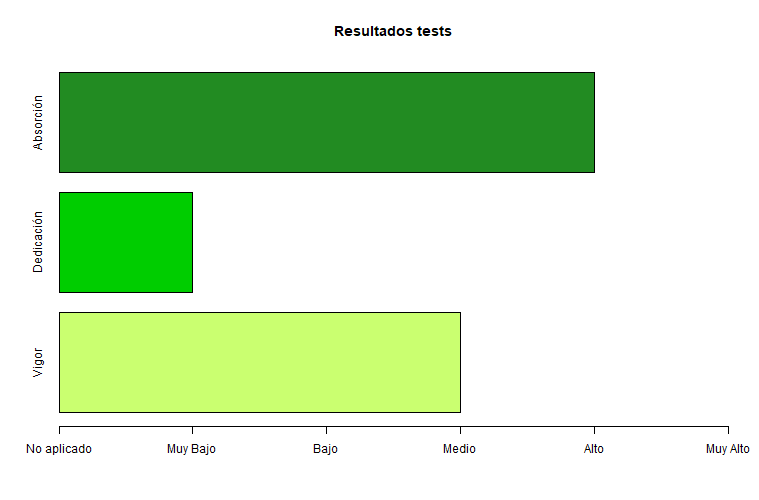 Resultados tests
Absorción
Dedicación
Vigor
No aplicado Muy Bajo Bajo Medio Alto Muy Alto